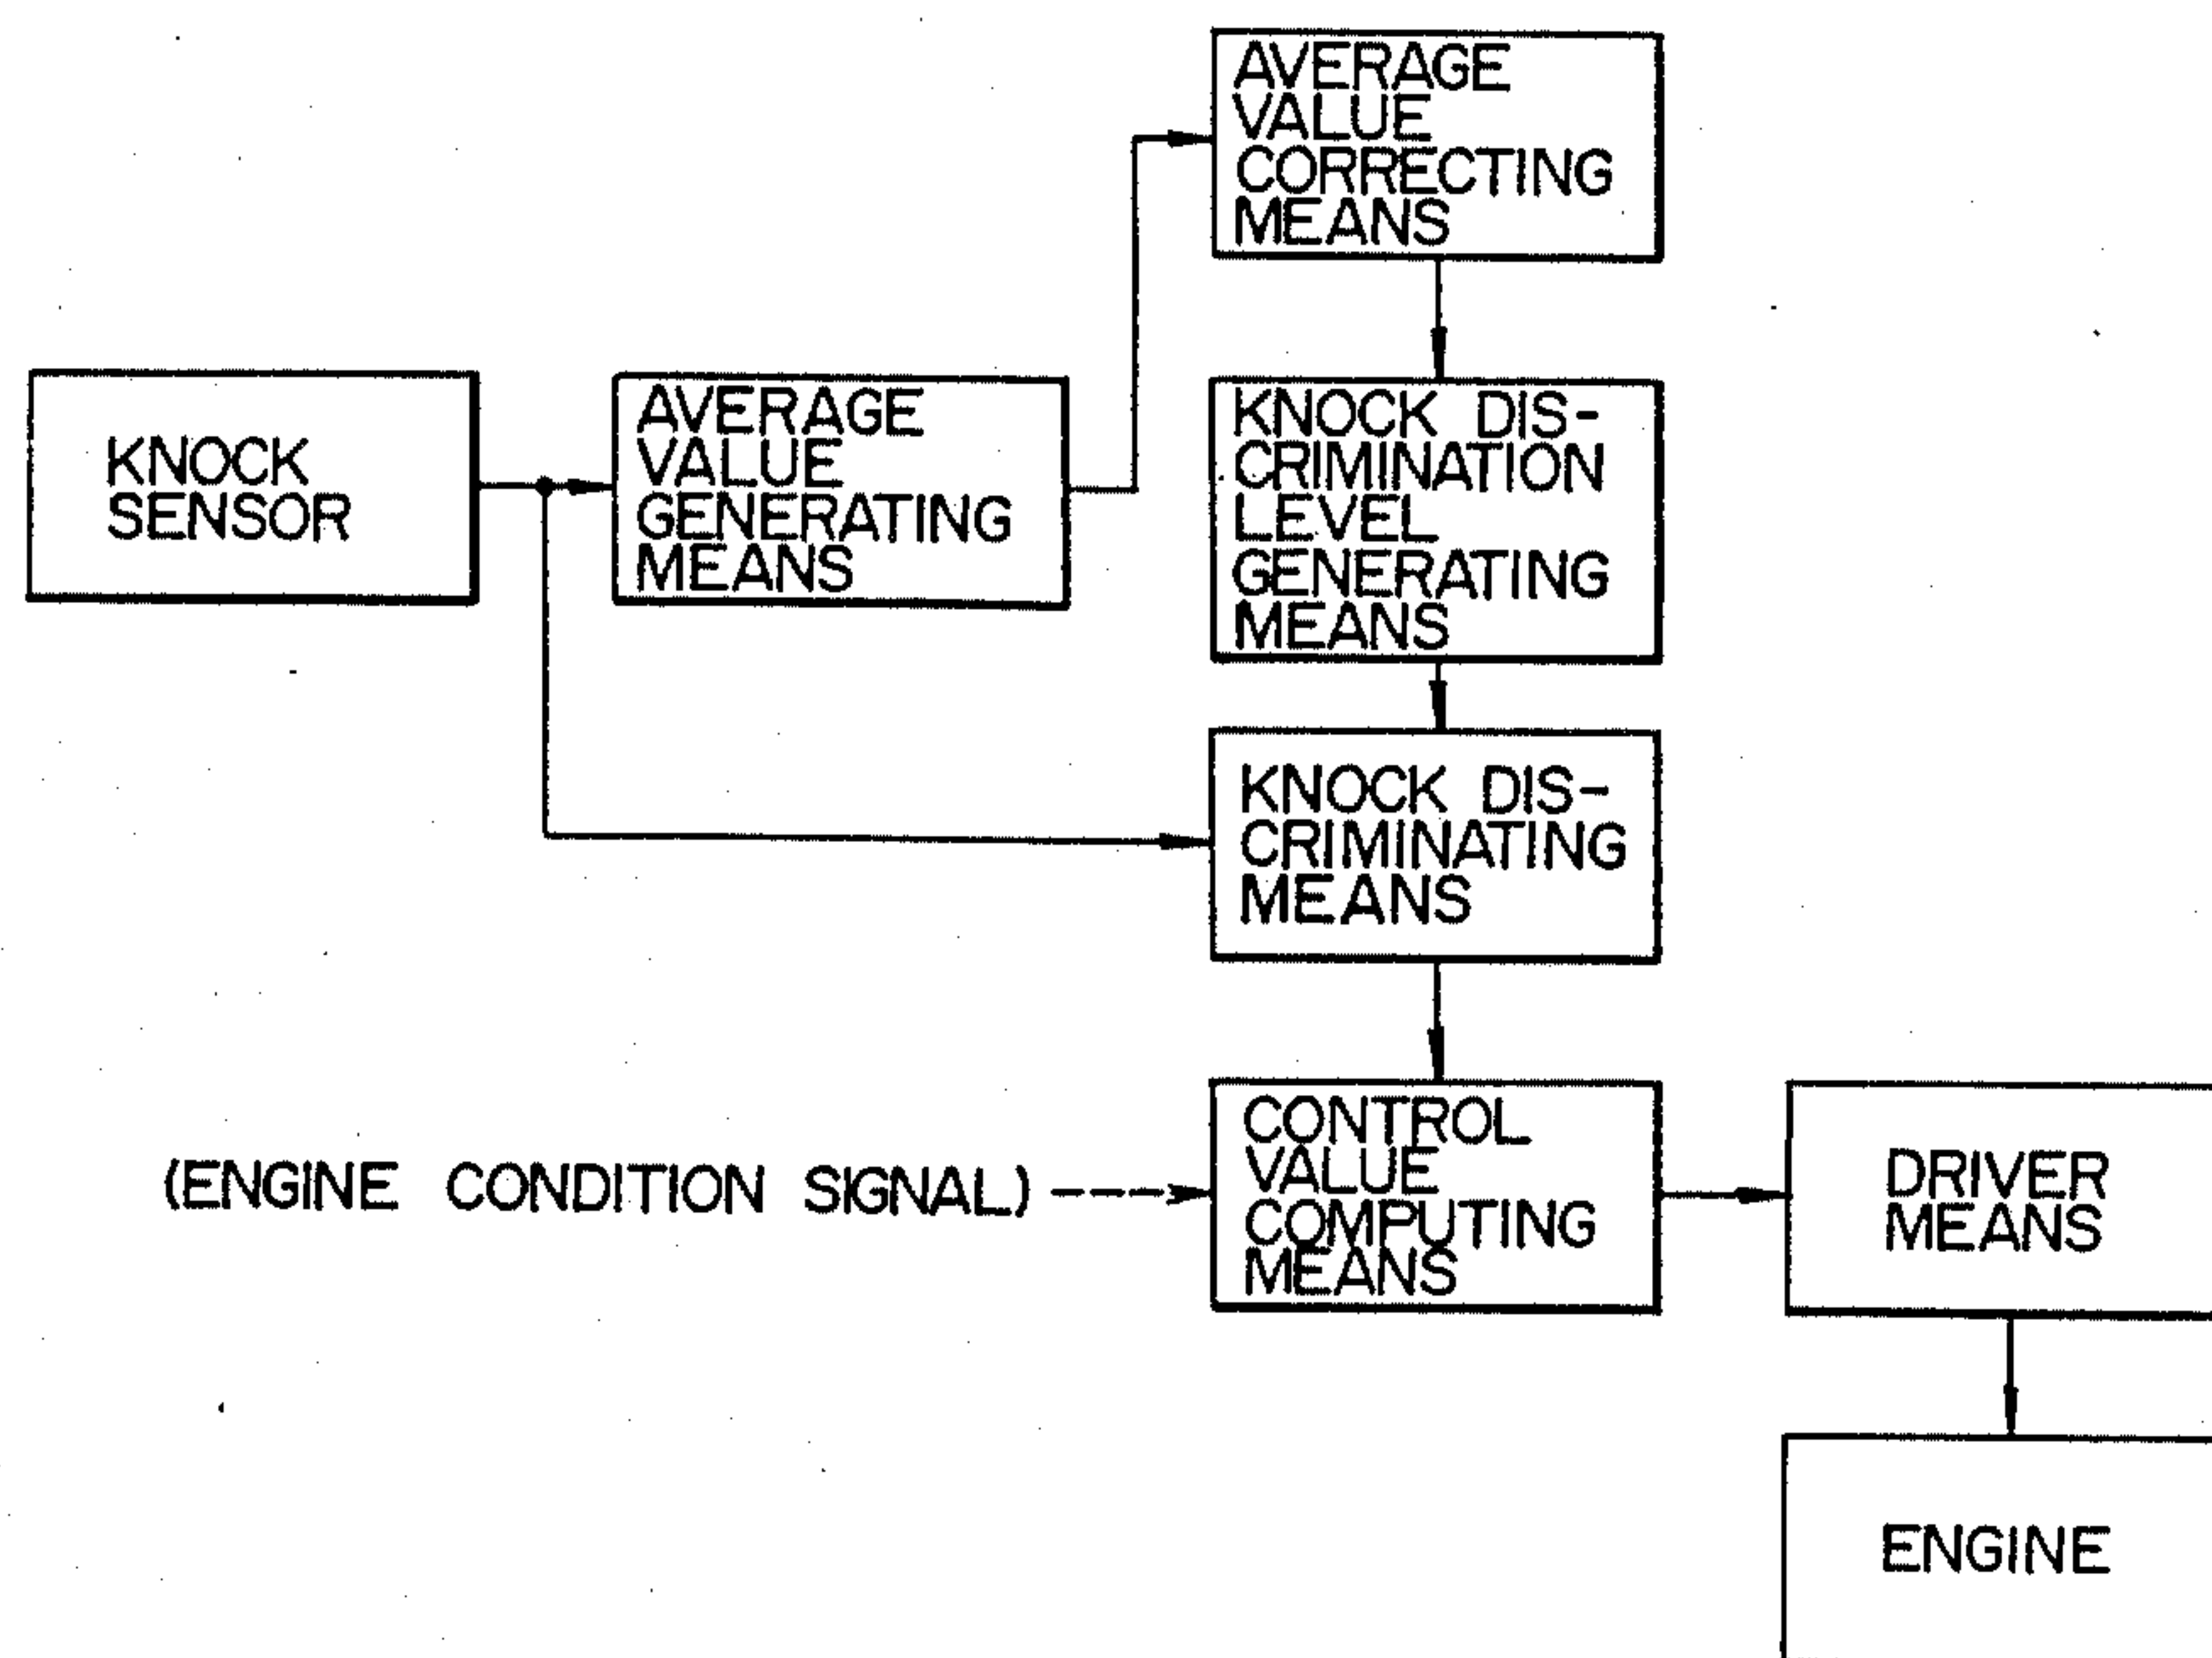 AVERAGE
VALUE
CORRECTING
MEANS
KNOCK
SENSOR
AVERAGE
VALUE
GENERATING
MEANS
KNOCK DIS-
CRIMINATION
LEVEL
GENERATING
MEANS
KNOCK DIS-
CRIMINATING
MEANS
(ENGINE CONDITION SIGNAL)
CONTROL
VALUE
COMPUTING
MEANS
DRIVER
MEANS
ENGINE